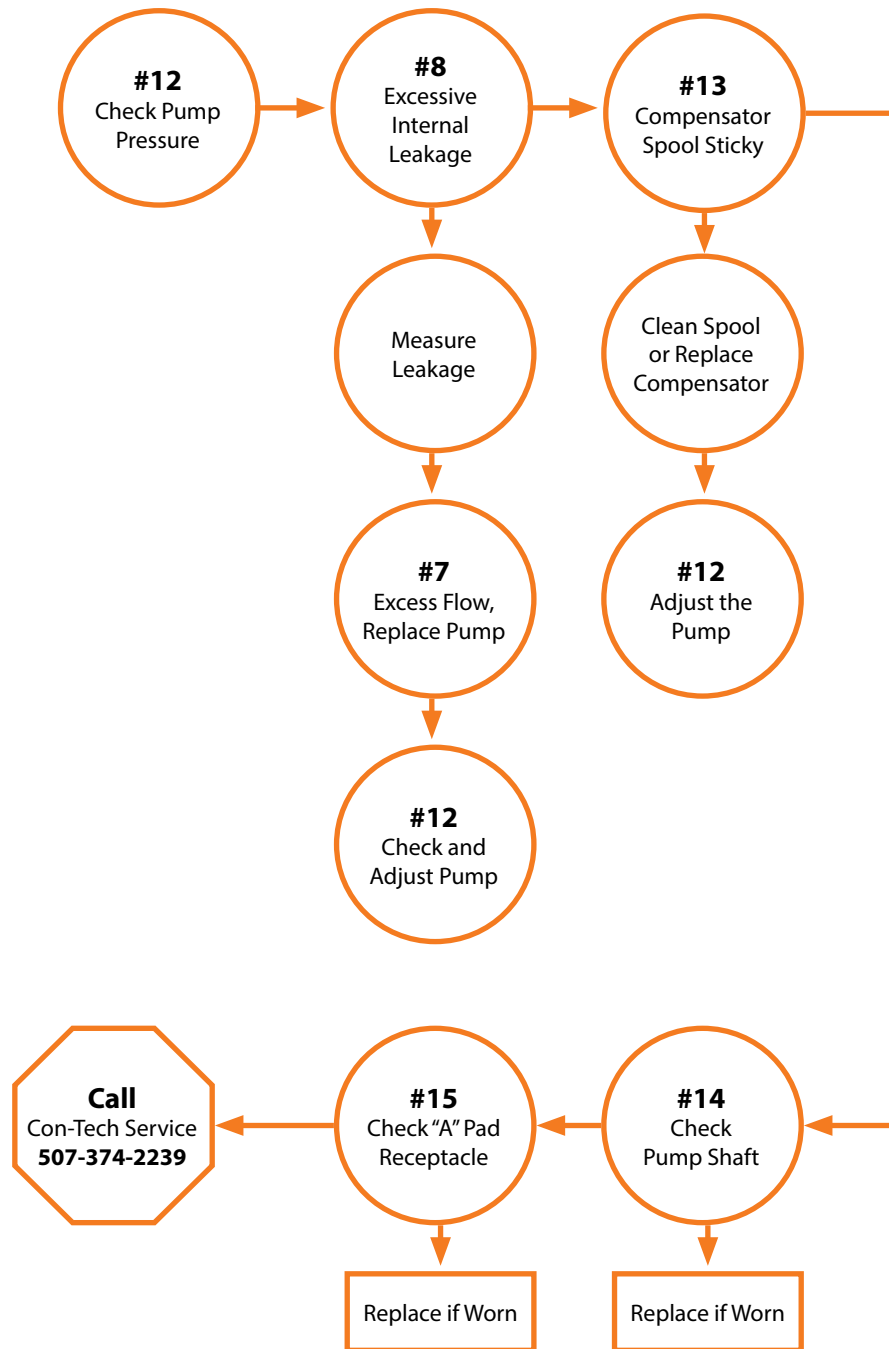 #12
Check Pump
Pressure
#8
Excessive
Internal
Leakage
#13
Compensator
Spool Sticky
Measure
Leakage
Clean Spool
or Replace
Compensator
#7
Excess Flow,
Replace Pump
#12
Adjust the
Pump
#12
Check and
Adjust Pump
Call
Con-Tech Service
507-374-2239
#15
Check “A” Pad
Receptacle
#14
Check
Pump Shaft
Replace if Worn
Replace if Worn